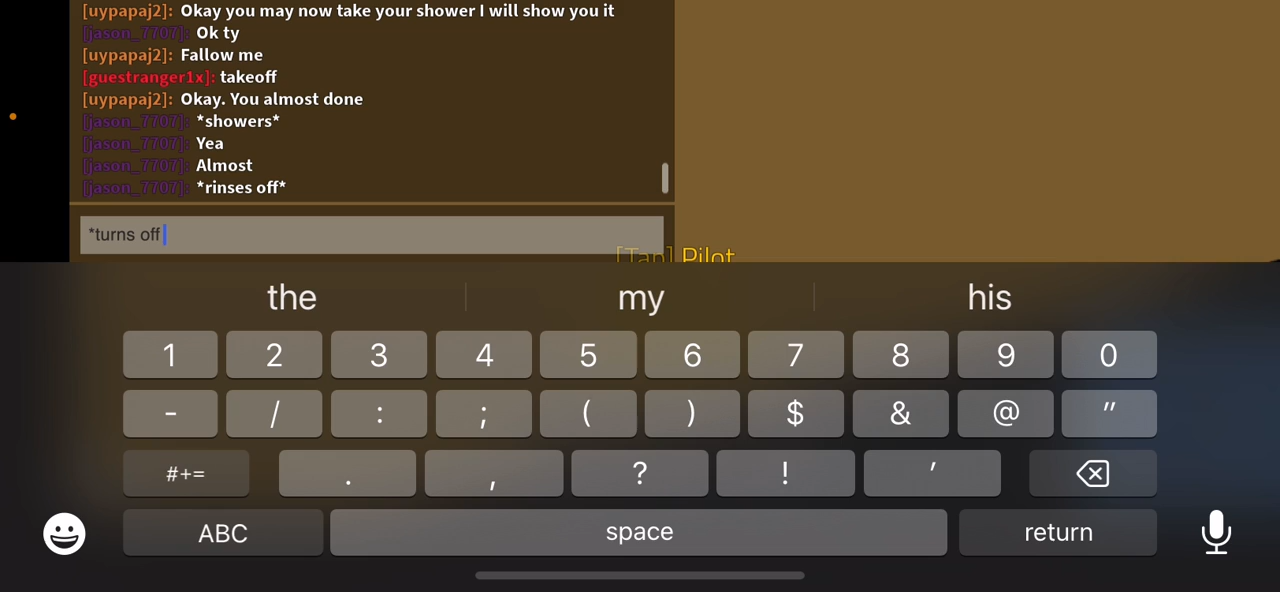 [uypapaj2]: Okay you may now take your shower I will show you it
[jason_7707]: Ok ty
[uypapaj2]: Fallow me
[guestranger1x]: takeoff
[uypapaj2]: Okay. You almost done
[jason_7707]: *showers*
[jason_7707]: Yea
[jason_7707]: Almost
[jason_7707]: *rinses off*
*turns off
[Tap] Pilot
the my his
1 2 3 4 5 6 7 8 9 0
- / : ; ( ) $ & @ "
#+= . , ? ! '
ABC space return